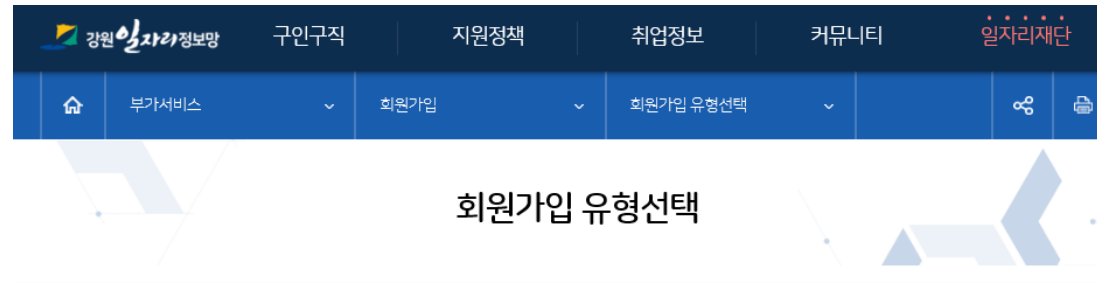 강원일자리정보망 구인구직 지원정책 취업정보 커뮤니티 일자리재단
부가서비스 회원가입 회원가입 유형선택
회원가입 유형선택